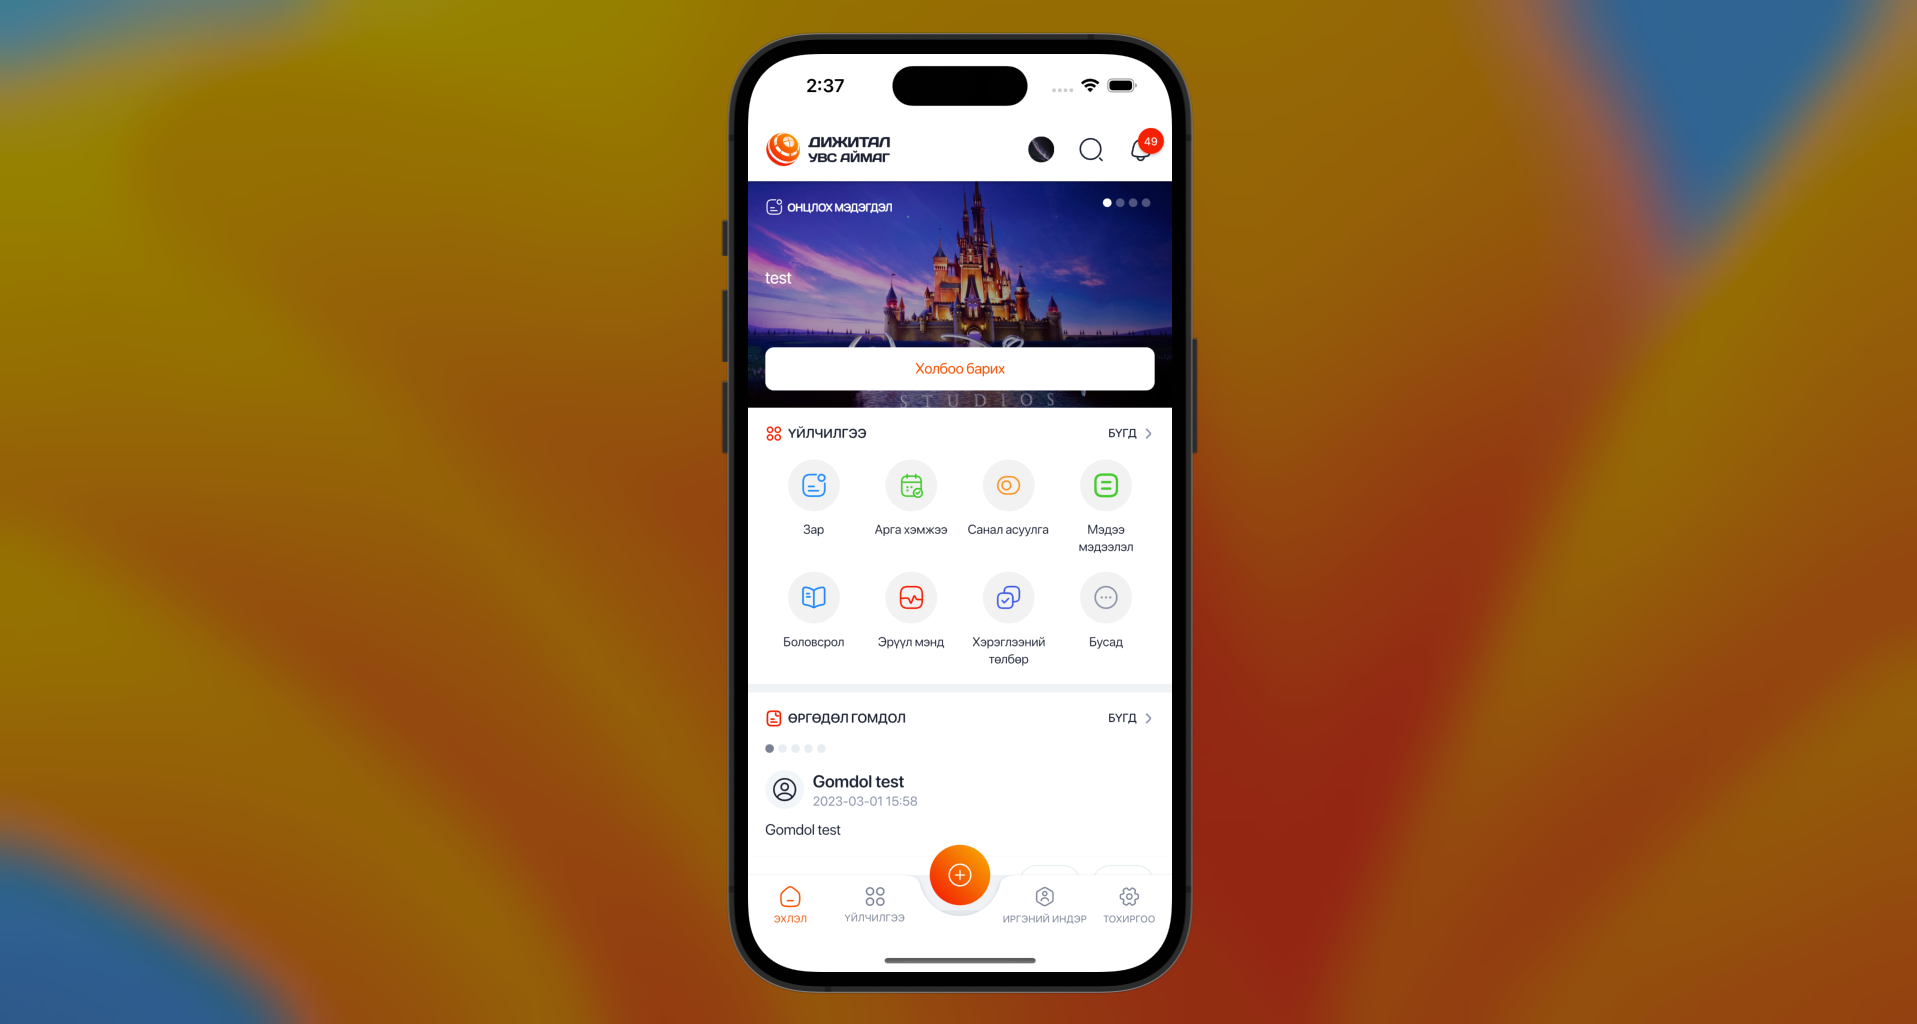 2:37
ДИЖИТАЛ
УВС АЙМАГ
49
ОНЦЛОХ МЭДЭГДЭЛ
test
Холбоо барих
STUDIOS
ҮЙЛЧИЛГЭЭ
БҮГД
Зар
Арга хэмжээ
Санал асуулга
Мэдээ
мэдээлэл
Боловсрол
Эрүүл мэнд
Хэрэглээний
төлбөр
Бусад
ӨРГӨДӨЛ ГОМДОЛ
БҮГД
Gomdol test
2023-03-01 15:58
Gomdol test
ЭХЛЭЛ
ҮЙЛЧИЛГЭЭ
ИРГЭНИЙ ИНДЭР
ТОХИРГОО